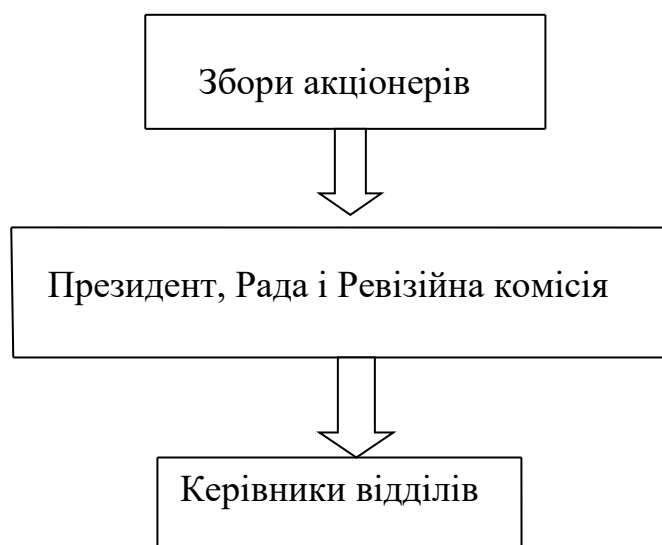 Збори акціонерів
Президент, Рада і Ревізійна комісія
Керівники відділів